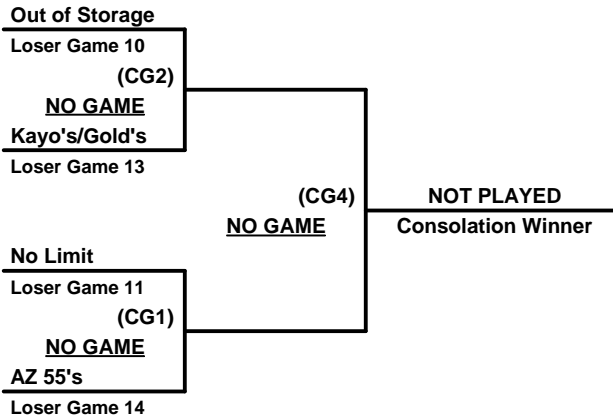 Out of Storage
Loser Game 10
(CG2)
NO GAME
Kayo's/Gold's
Loser Game 13
(CG4)
NO GAME
NOT PLAYED
Consolation Winner
No Limit
Loser Game 11
(CG1)
NO GAME
AZ 55's
Loser Game 14